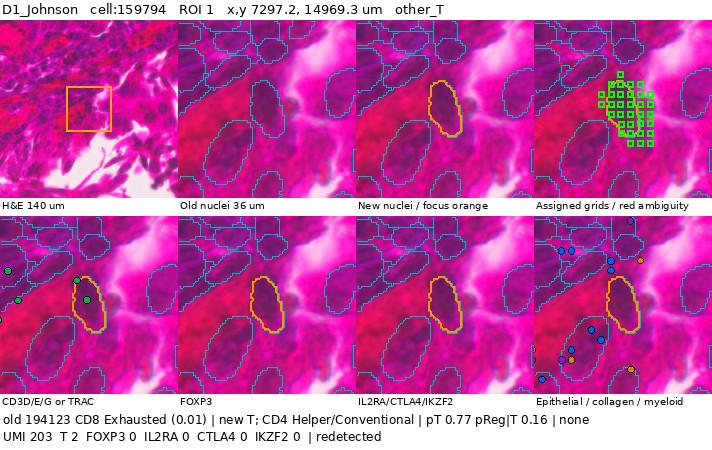 D1_Johnson cell:159794 ROI 1 x,y 7297.2, 14969.3 um other_T
H&E 140 um
Old nuclei 36 um
New nuclei / focus orange
Assigned grids / red ambiguity
CD3D/E/G or TRAC
FOXP3
IL2RA/CTLA4/IKZF2
Epithelial / collagen / myeloid
old 194123 CD8 Exhausted (0.01) | new T; CD4 Helper/Conventional | pT 0.77 pReg|T 0.16 | none
UMI 203 T 2 FOXP3 0 IL2RA 0 CTLA4 0 IKZF2 0 | redetected